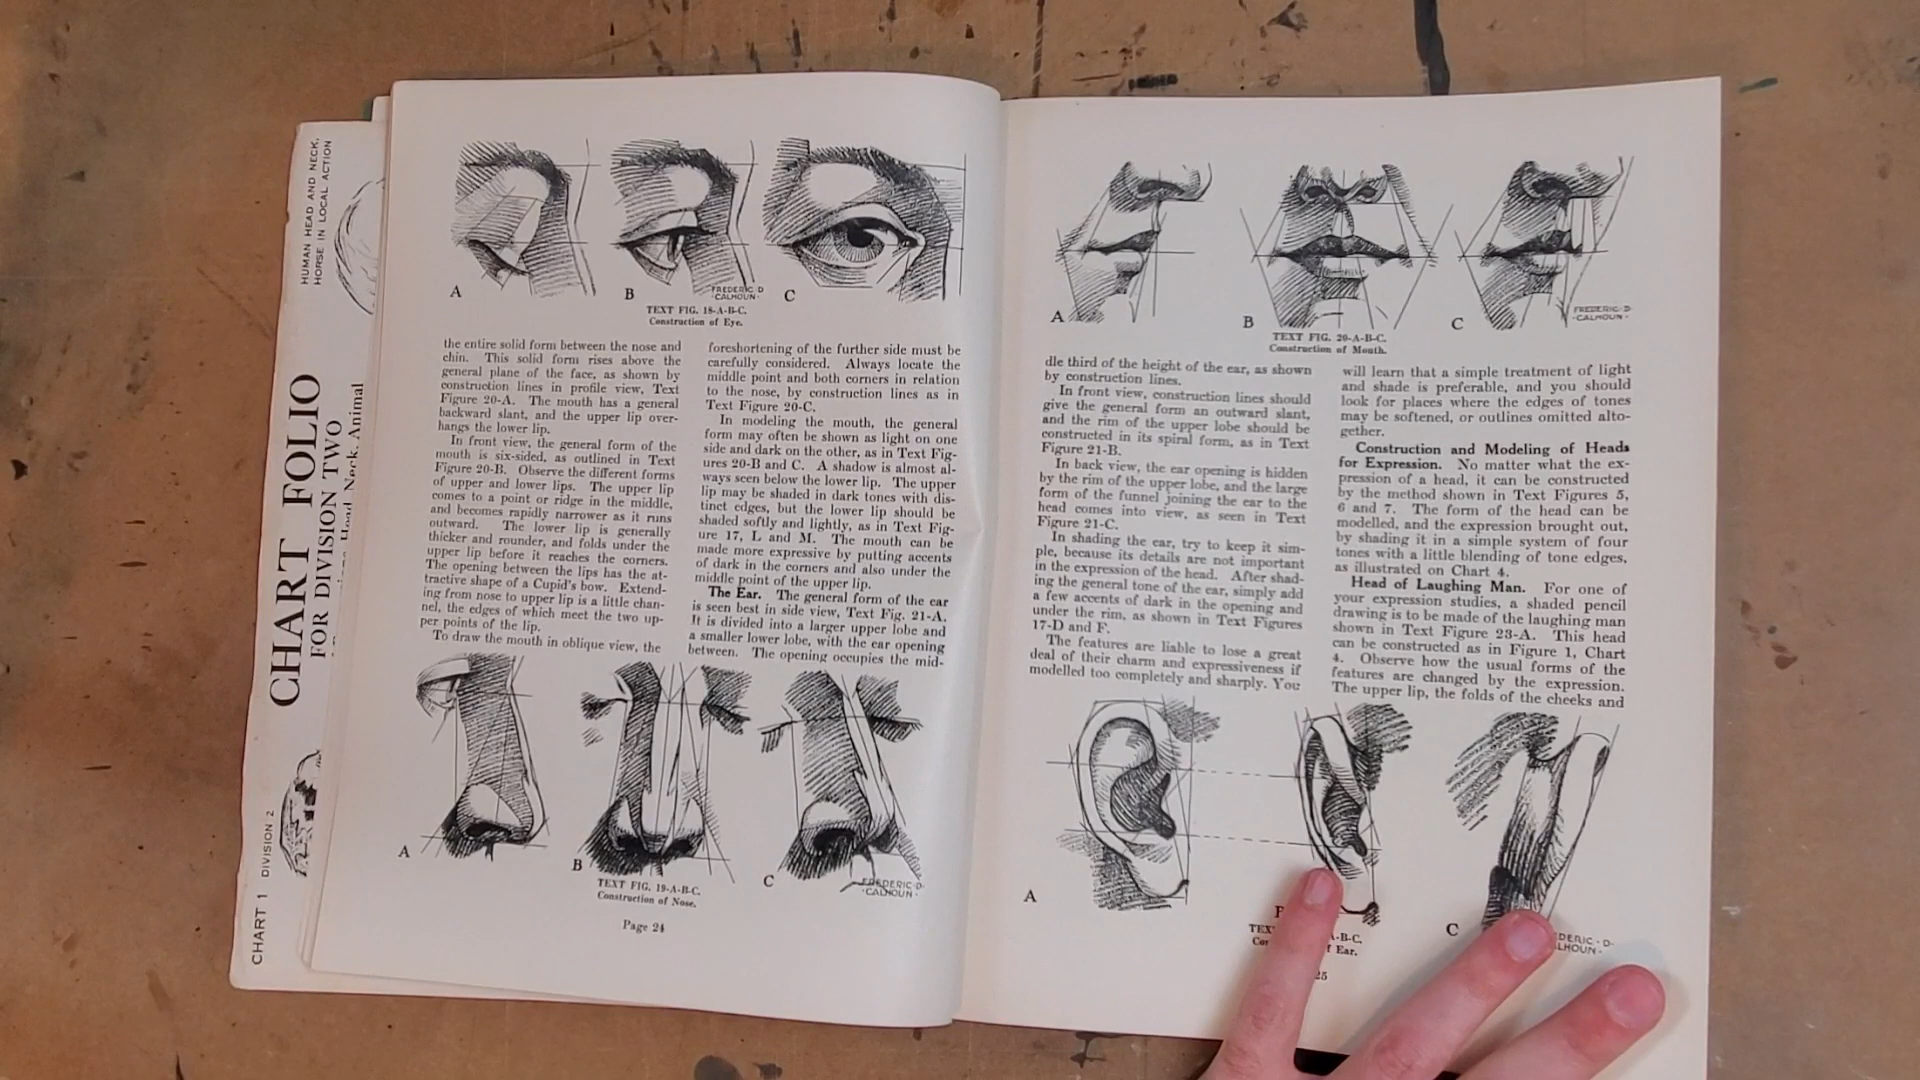 HUMAN HEAD AND NECK,
HORSE IN LOCAL ACTION
CHART FOLIO
FOR DIVISION TWO
Head Neck, Animal
CHART 1 DIVISION 2
A
B
FREDERIC D
·CALHOUN·
C
TEXT FIG. 18-A-B-C.
Construction of Eye.
the entire solid form between the nose and
chin. This solid form rises above the
general plane of the face, as shown by
construction lines in profile view, Text
Figure 20-A. The mouth has a general
backward slant, and the upper lip over-
hangs the lower lip.
In front view, the general form of the
mouth is six-sided, as outlined in Text
Figure 20-B. Observe the different forms
of upper and lower lips. The upper lip
comes to a point or ridge in the middle,
and becomes rapidly narrower as it runs
outward. The lower lip is generally
thicker and rounder, and folds under the
upper lip before it reaches the corners.
The opening between the lips has the at-
tractive shape of a Cupid's bow. Extend-
ing from nose to upper lip is a little chan-
nel, the edges of which meet the two up-
per points of the lip.
To draw the mouth in oblique view, the
foreshortening of the further side must be
carefully considered. Always locate the
middle point and both corners in relation
to the nose, by construction lines as in
Text Figure 20-C.
In modeling the mouth, the general
form may often be shown as light on one
side and dark on the other, as in Text Fig-
ures 20-B and C. A shadow is almost al-
ways seen below the lower lip. The upper
lip may be shaded in dark tones with dis-
tinct edges, but the lower lip should be
shaded softly and lightly, as in Text Fig-
ure 17, L and M. The mouth can be
made more expressive by putting accents
of dark in the corners and also under the
middle point of the upper lip.
The Ear. The general form of the ear
is seen best in side view, Text Fig. 21-A.
It is divided into a larger upper lobe and
a smaller lower lobe, with the ear opening
between. The opening occupies the mid-
A
B
C
FREDERIC·D·
·CALHOUN·
TEXT FIG. 19-A-B-C.
Construction of Nose.
Page 24
A
B
C
FREDERIC·D
·CALHOUN·
TEXT FIG. 20-A-B-C.
Construction of Mouth.
dle third of the height of the ear, as shown
by construction lines.
In front view, construction lines should
give the general form an outward slant,
and the rim of the upper lobe should be
constructed in its spiral form, as in Text
Figure 21-B.
In back view, the ear opening is hidden
by the rim of the upper lobe, and the large
form of the funnel joining the ear to the
head comes into view, as seen in Text
Figure 21-C.
In shading the ear, try to keep it sim-
ple, because its details are not important
in the expression of the head. After shad-
ing the general tone of the ear, simply add
a few accents of dark in the opening and
under the rim, as shown in Text Figures
17-D and F.
The features are liable to lose a great
deal of their charm and expressiveness if
modelled too completely and sharply. You
will learn that a simple treatment of light
and shade is preferable, and you should
look for places where the edges of tones
may be softened, or outlines omitted alto-
gether.
Construction and Modeling of Heads
for Expression. No matter what the ex-
pression of a head, it can be constructed
by the method shown in Text Figures 5,
6 and 7. The form of the head can be
modelled, and the expression brought out,
by shading it in a simple system of four
tones with a little blending of tone edges,
as illustrated on Chart 4.
Head of Laughing Man. For one of
your expression studies, a shaded pencil
drawing is to be made of the laughing man
shown in Text Figure 23-A. This head
can be constructed as in Figure 1, Chart
4. Observe how the usual forms of the
features are changed by the expression.
The upper lip, the folds of the cheeks and
A
C
A-B-C.
Ear.
25